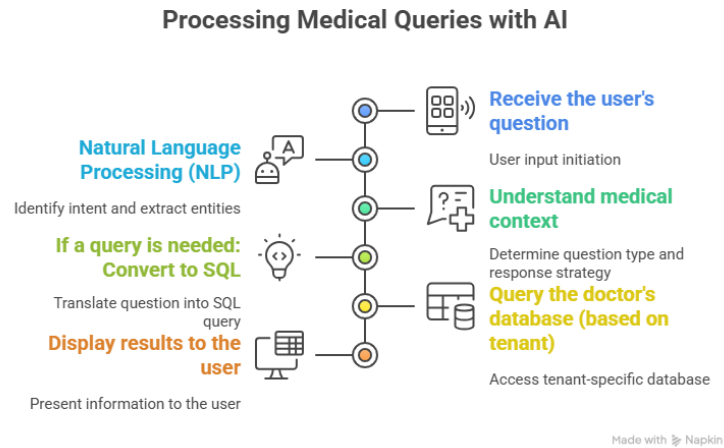 Processing Medical Queries with AI
Receive the user's
question
User input initiation
A
Natural Language
Processing (NLP)
Identify intent and extract entities
?
Understand medical
context
Determine question type and
response strategy
If a query is needed:
Convert to SQL
<>
Translate question into SQL
query
Query the doctor's
database (based on
tenant)
Access tenant-specific database
Display results to the
user
Present information to the user
Made with Napkin